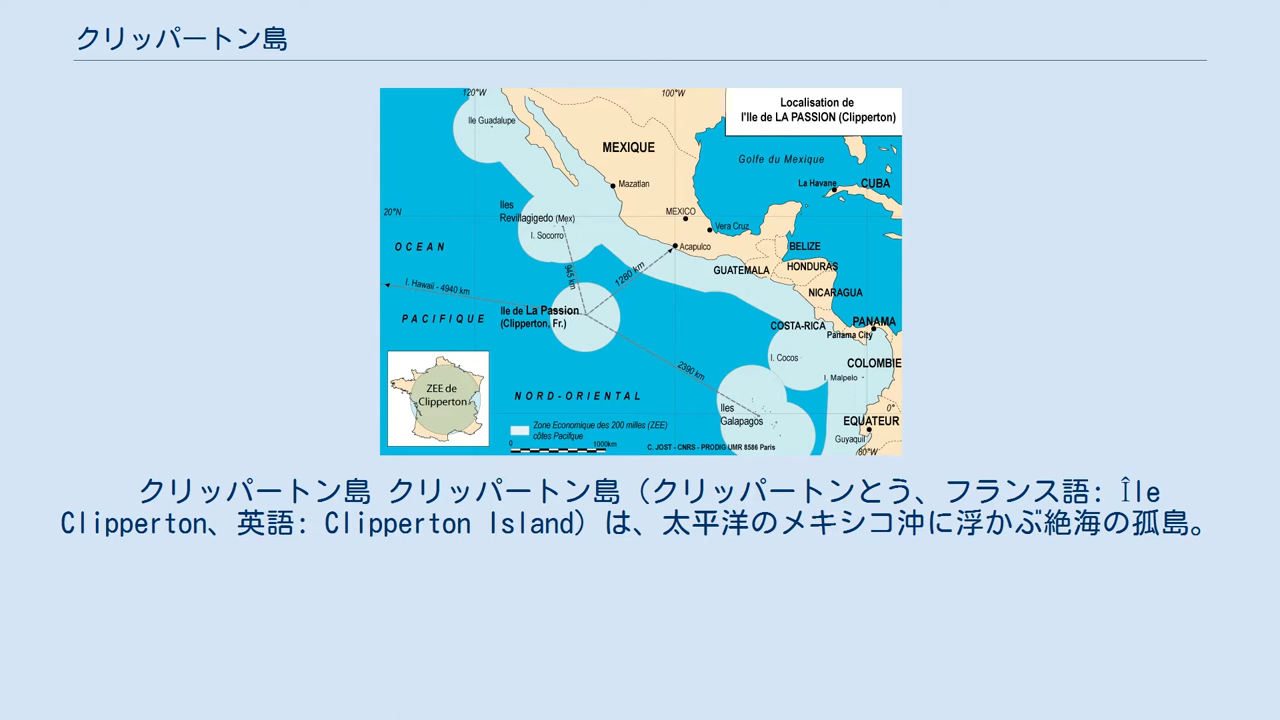 クリッパートン島
120°W
100°W
Localisation de
l'Ile de LA PASSION (Clipperton)
Ile Guadalupe
MEXIQUE
Golfe du Mexique
Mazatlan
La Havane
CUBA
Iles
Revillagigedo (Mex)
20°N
MEXICO
Vera Cruz
I. Socorro
OCEAN
Acapulco
BELIZE
GUATEMALA
HONDURAS
945 km
1280 km
I. Hawaii - 4940 km
NICARAGUA
Ile de La Passion
(Clipperton, Fr.)
PACIFIQUE
COSTA-RICA
PANAMA
Panama City
I. Cocos
COLOMBIE
2390 km
I. Malpelo
ZEE de
Clipperton
NORD-ORIENTAL
Iles
Galapagos
0°
EQUATEUR
Guyaquil
Zone Economique des 200 milles (ZEE)
côtes Pacifique
0
1000km
C. JOST - CNRS - PRODIG UMR 8586 Paris
80°W
クリッパートン島 クリッパートン島（クリッパートンとう、フランス語: Île
Clipperton、英語: Clipperton Island）は、太平洋のメキシコ沖に浮かぶ絶海の孤島。